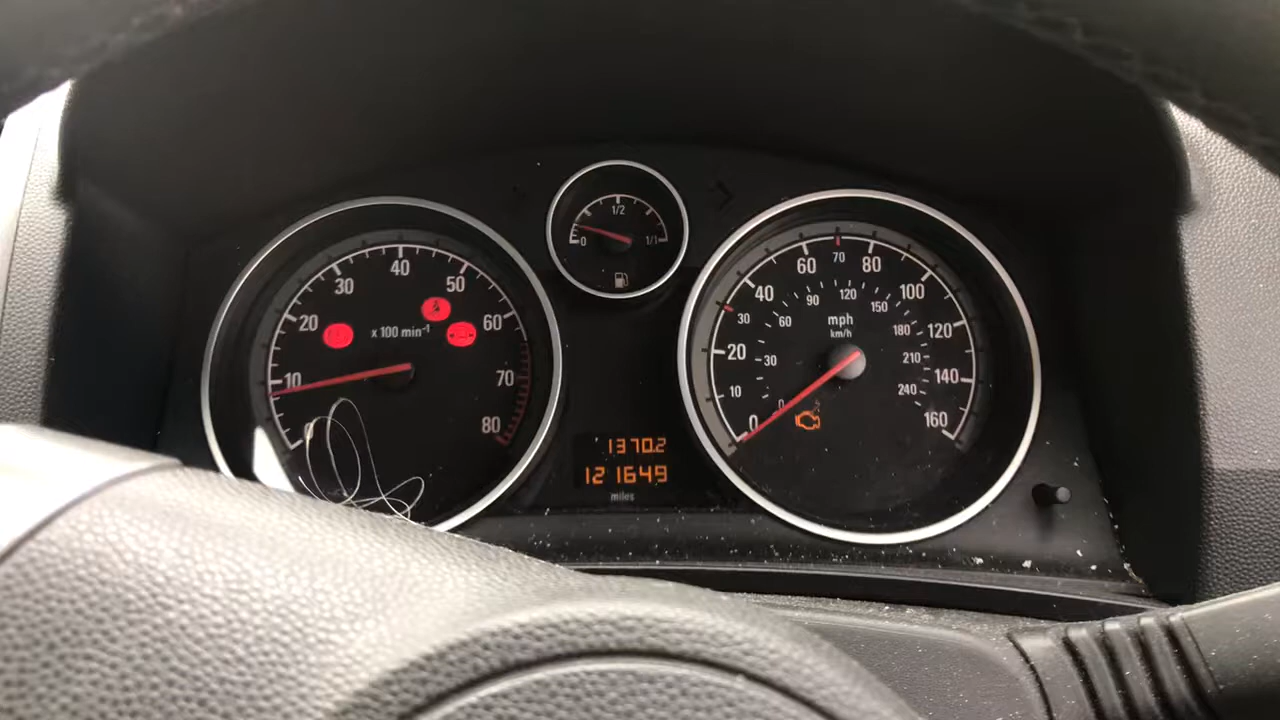 0 1/2 1/1
10 20 30 40 50 60 70 80
x 100 min⁻¹
0 10 20 30 40 60 70 80 100 120 140 160
mph
km/h
0 30 60 90 120 150 180 210 240
1370.2
121649
miles